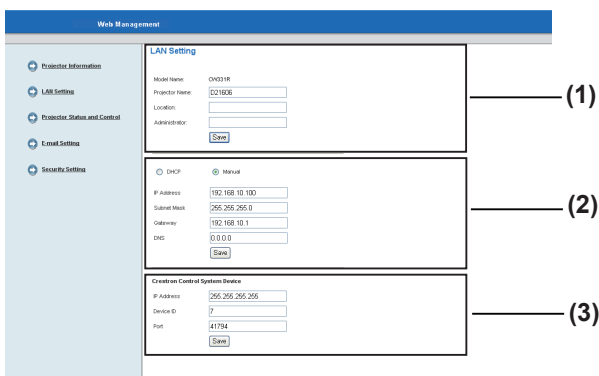 Web Management
Projector Information
LAN Setting
Projector Status and Control
E-mail Setting
Security Setting
LAN Setting
Model Name: OW331R
Projector Name: D21606
Location:
Administrator:
Save
(1)
DHCP Manual
IP Address 192.168.10.100
Subnet Mask 255.255.255.0
Gateway 192.168.10.1
DNS 0.0.0.0
Save
(2)
Crestron Control System Device
IP Address 255.255.255.255
Device ID 7
Port 41794
Save
(3)